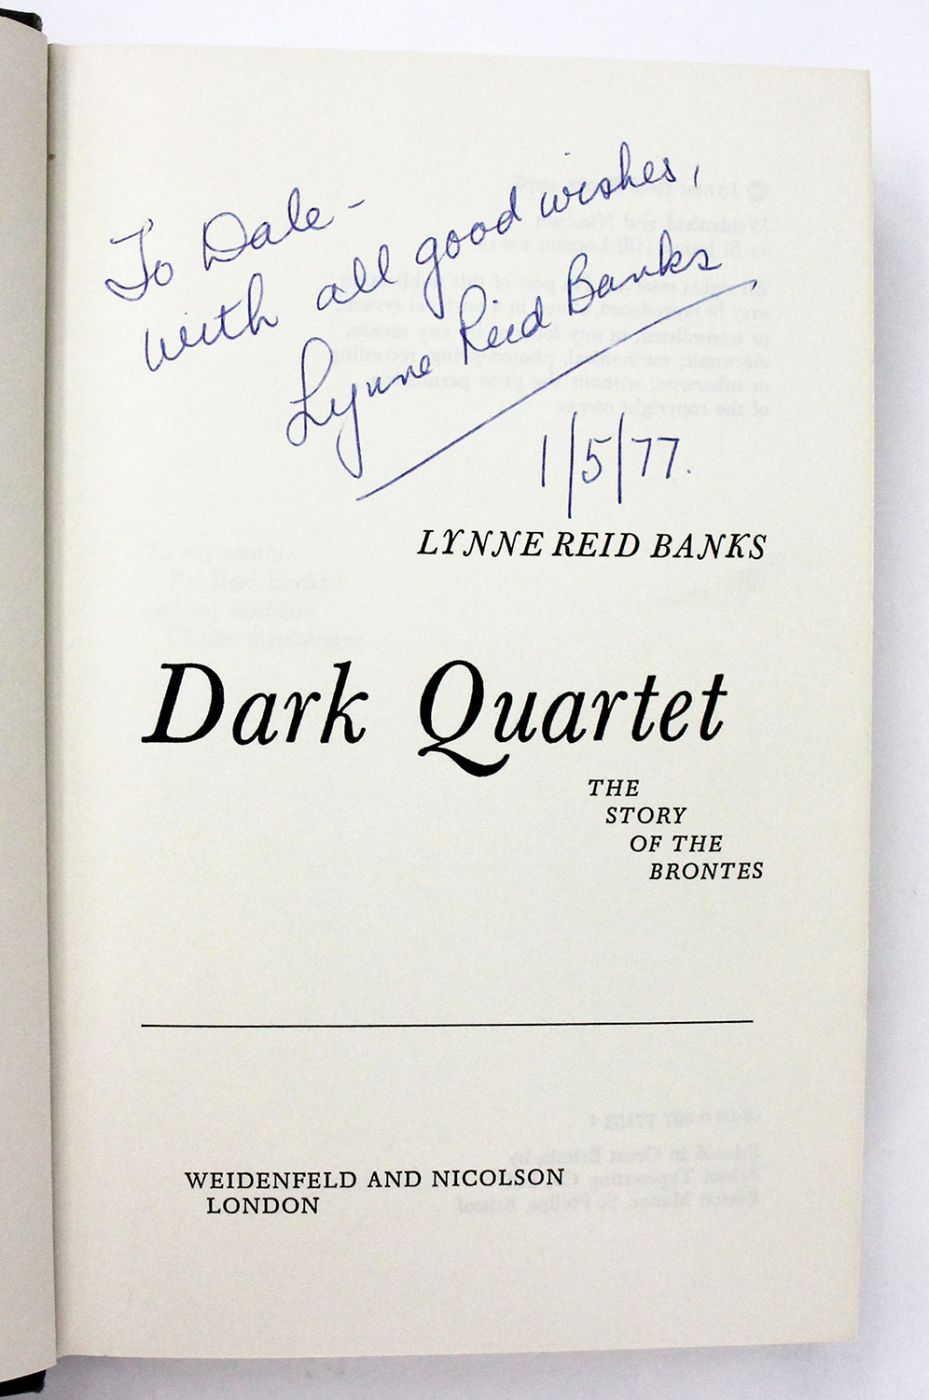 To Dale -
with all good wishes,
Lynne Reid Banks
1/5/77.
LYNNE REID BANKS
Dark Quartet
THE
STORY
OF THE
BRONTES
WEIDENFELD AND NICOLSON
LONDON